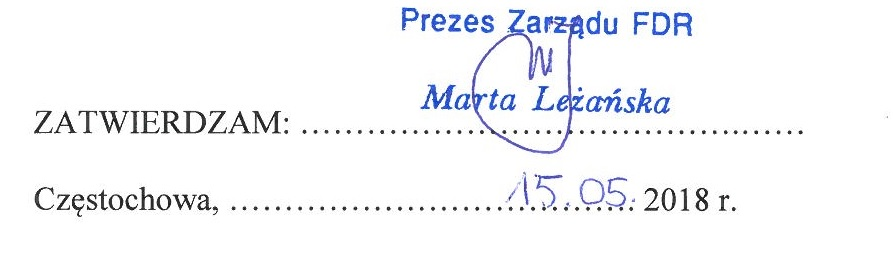 Prezes Zarządu FDR
Marta Leżańska
ZATWIERDZAM: ................................................
Częstochowa, ..........................15.05. 2018 r.